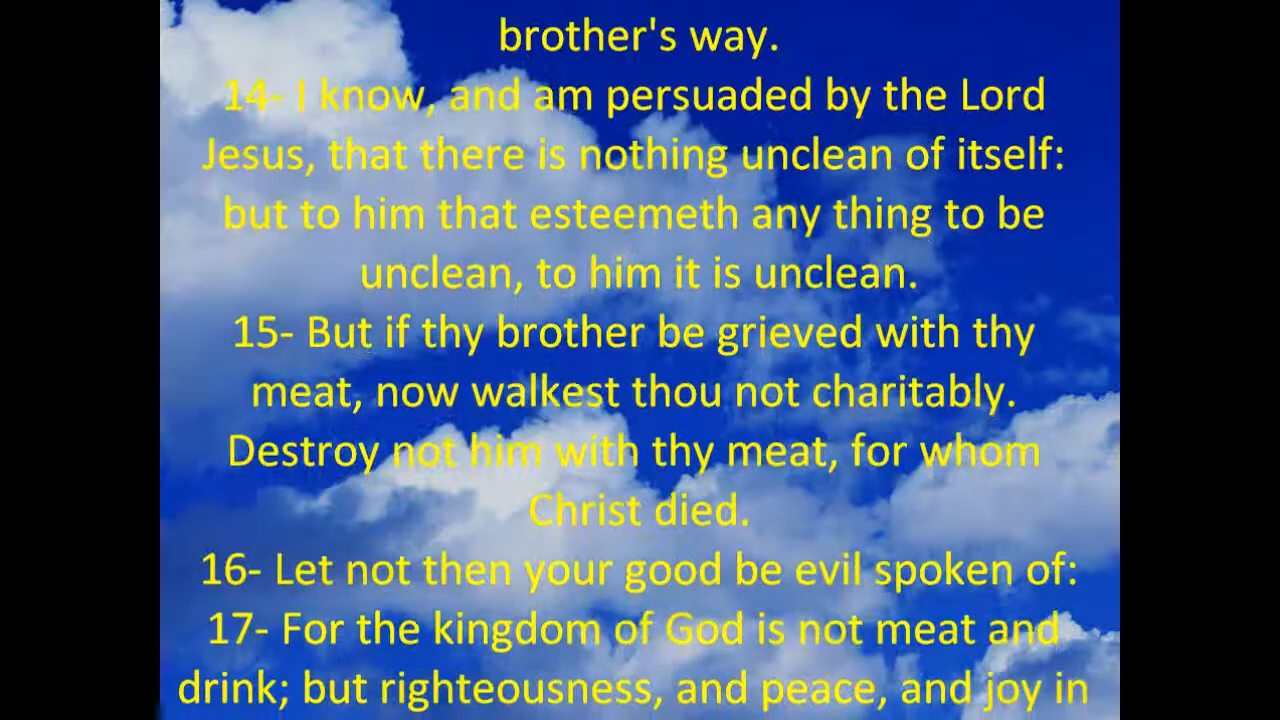 brother's way.
14- I know, and am persuaded by the Lord
Jesus, that there is nothing unclean of itself:
but to him that esteemeth any thing to be
unclean, to him it is unclean.
15- But if thy brother be grieved with thy
meat, now walkest thou not charitably.
Destroy not him with thy meat, for whom
Christ died.
16- Let not then your good be evil spoken of:
17- For the kingdom of God is not meat and
drink; but righteousness, and peace, and joy in